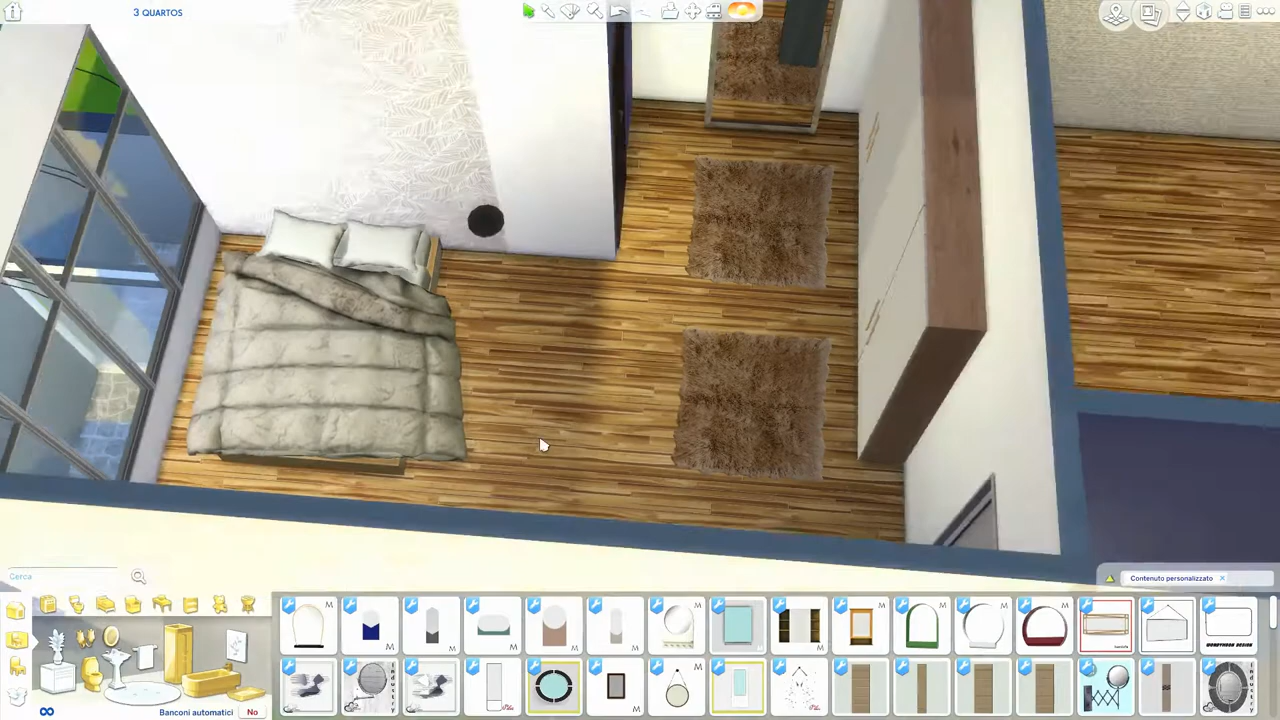 3 QUARTOS
Cerca
Contenuto personalizzato
Banconi automatici No